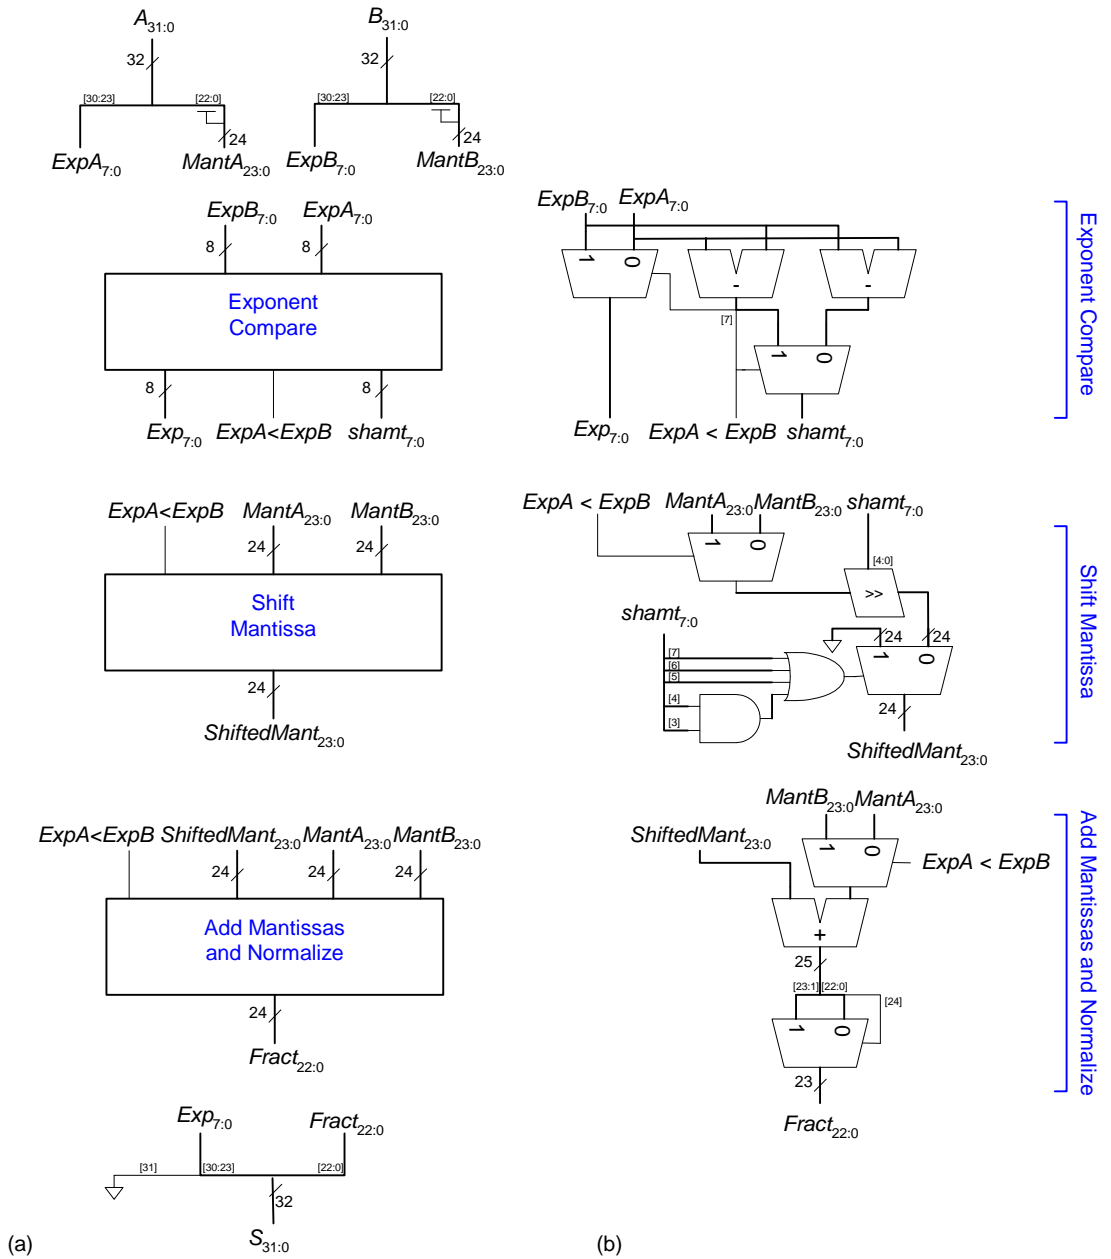 A31:0 B31:0
32 32
[30:23] [22:0] [30:23] [22:0]
24 24
ExpA7:0 MantA23:0 ExpB7:0 MantB23:0
ExpB7:0 ExpA7:0
8 8
Exponent
Compare
8 8
Exp7:0 ExpA<ExpB shamt7:0
ExpA<ExpB MantA23:0 MantB23:0
24 24
Shift
Mantissa
24
ShiftedMant23:0
ExpA<ExpB ShiftedMant23:0 MantA23:0 MantB23:0
24 24 24
Add Mantissas
and Normalize
24
Fract22:0
Exp7:0 Fract22:0
[31] [30:23] [22:0]
32
S31:0
(a)
ExpB7:0 ExpA7:0
1 0
- -
[7]
1 0
Exp7:0 ExpA < ExpB shamt7:0
Exponent Compare
ExpA < ExpB MantA23:0 MantB23:0 shamt7:0
1 0
[4:0]
>>
shamt7:0
24 24
[7]
[6]
[5]
1 0
[4]
[3]
24
ShiftedMant23:0
Shift Mantissa
MantB23:0 MantA23:0
ShiftedMant23:0
1 0
ExpA < ExpB
+
25
[23:1] [22:0]
[24]
1 0
23
Fract22:0
Add Mantissas and Normalize
(b)